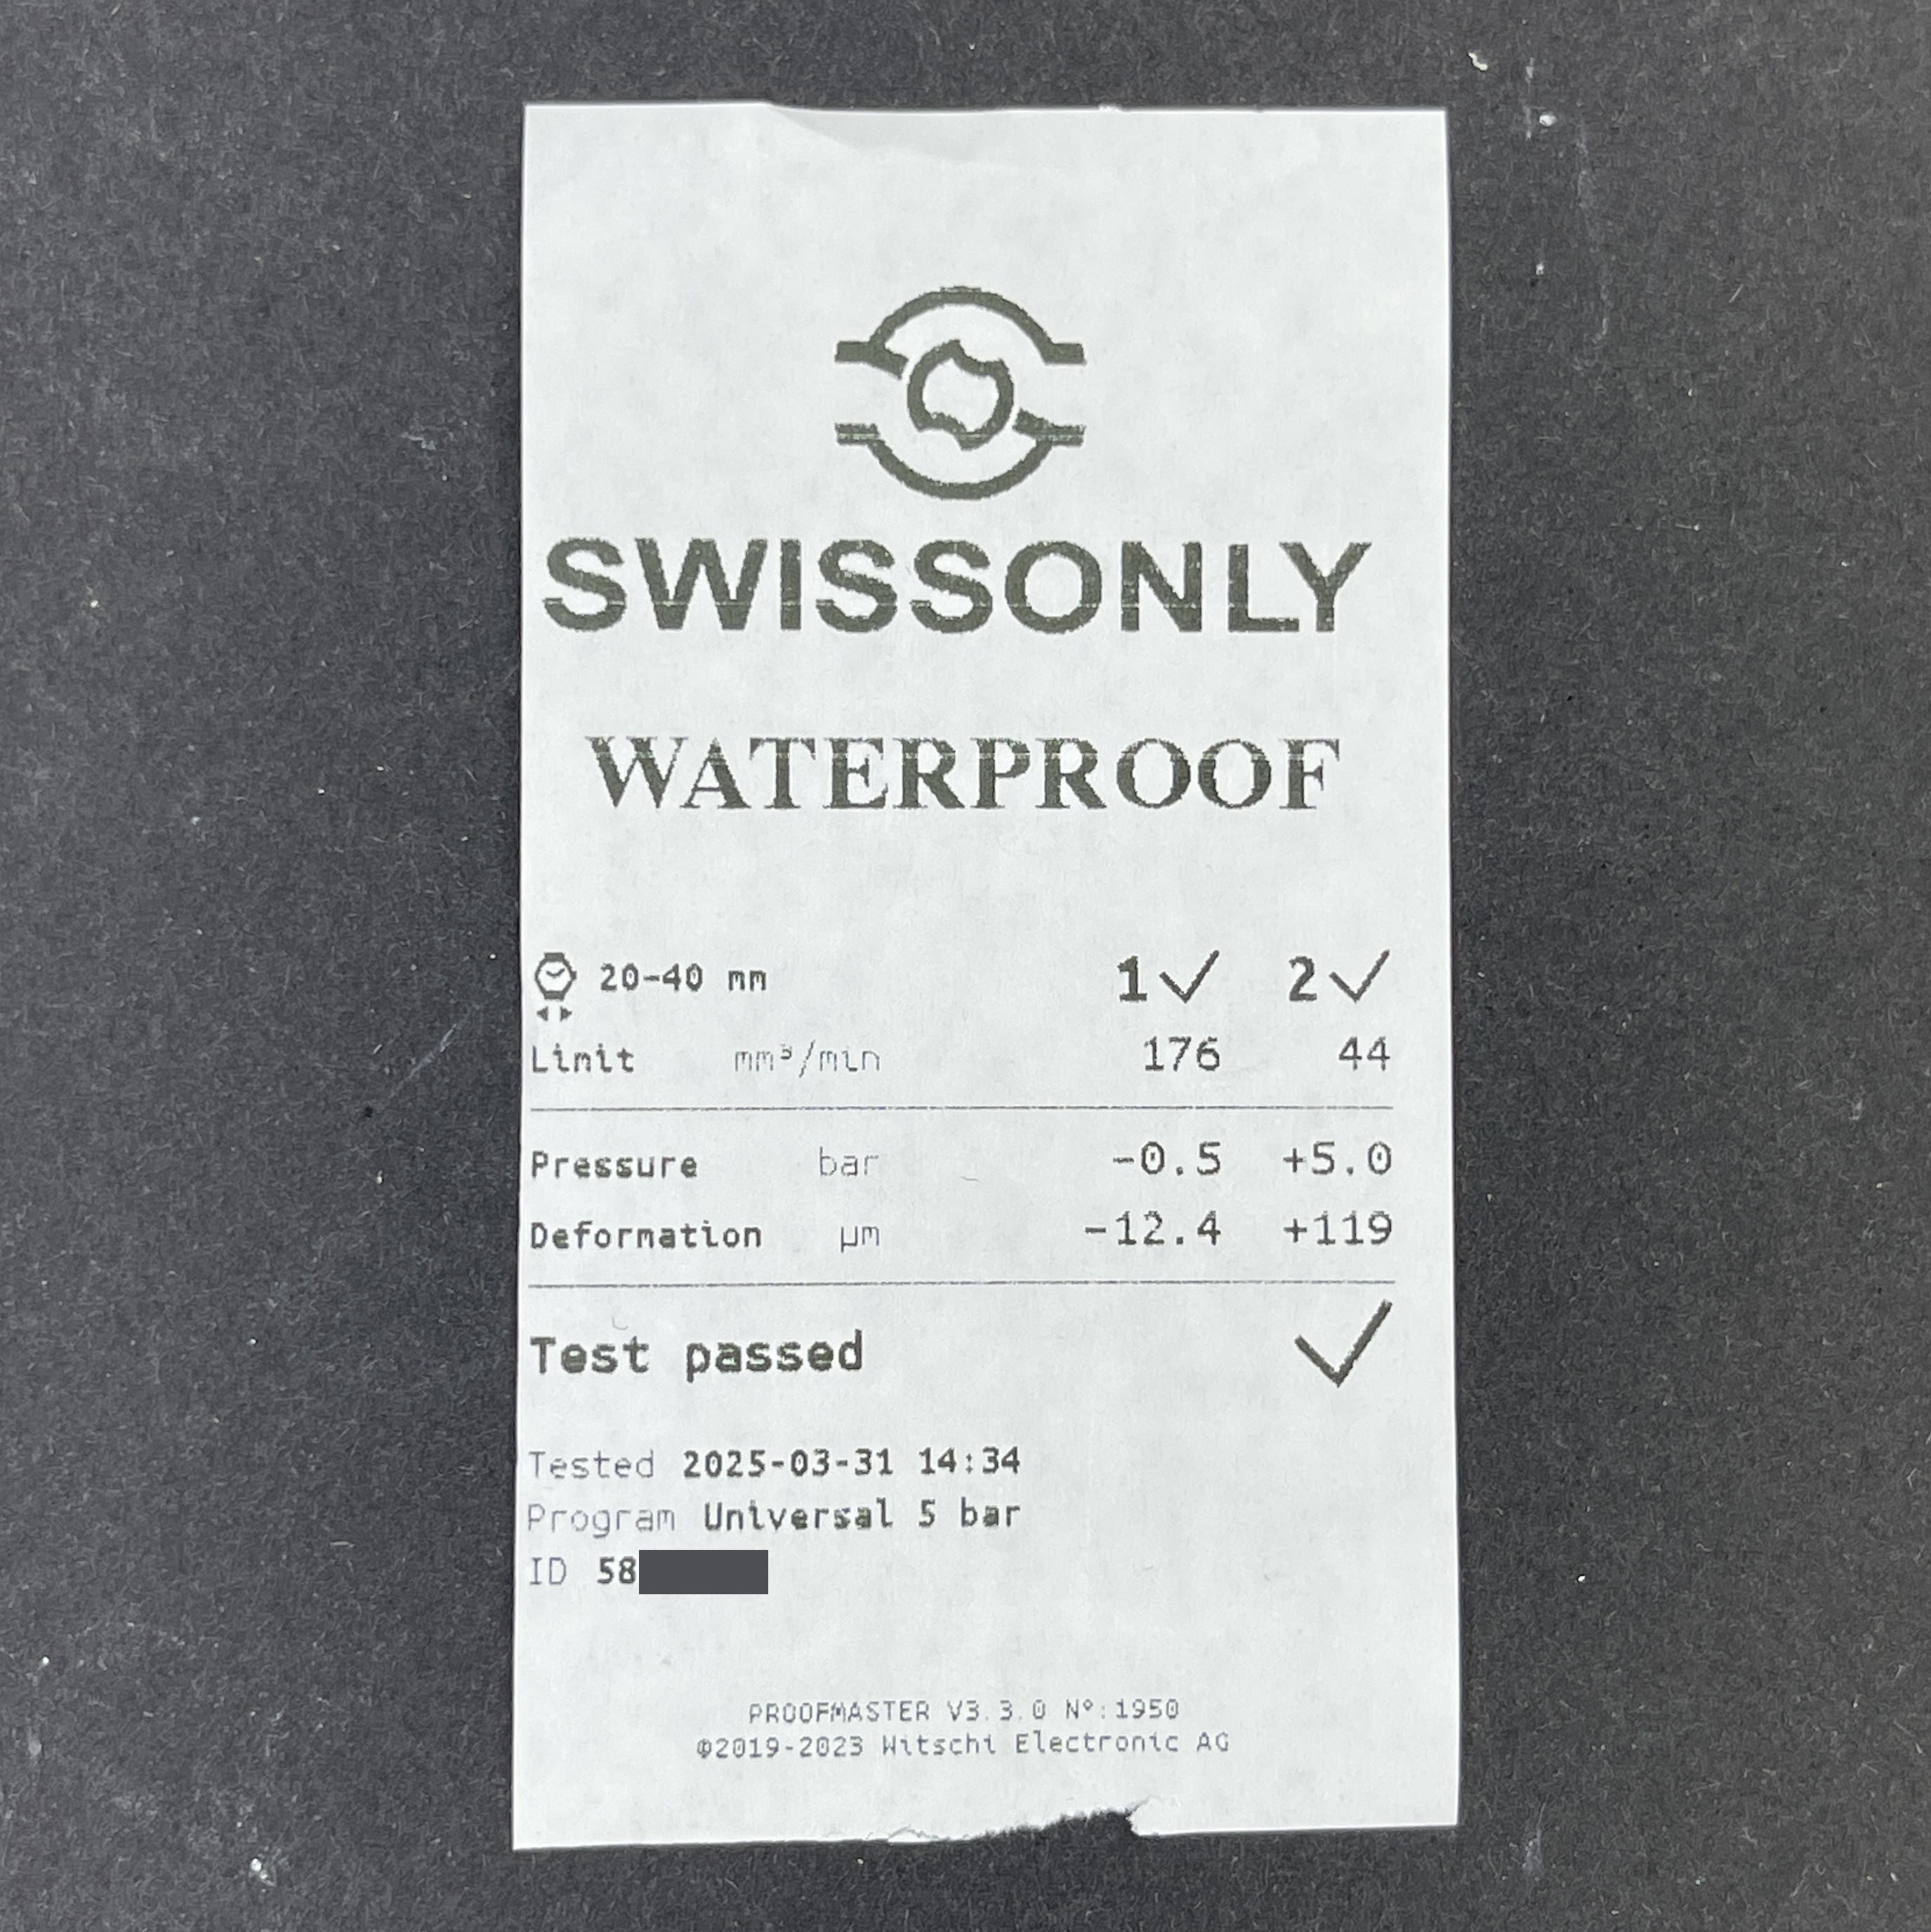 SWISSONLY
WATERPROOF
20-40 mm 1✓ 2✓
Limit mm³/min 176 44
Pressure bar -0.5 +5.0
Deformation µm -12.4 +119
Test passed ✓
Tested 2025-03-31 14:34
Program Universal 5 bar
ID 58
PROOFMASTER V3.3.0 Nº:1950
©2019-2023 Witschi Electronic AG